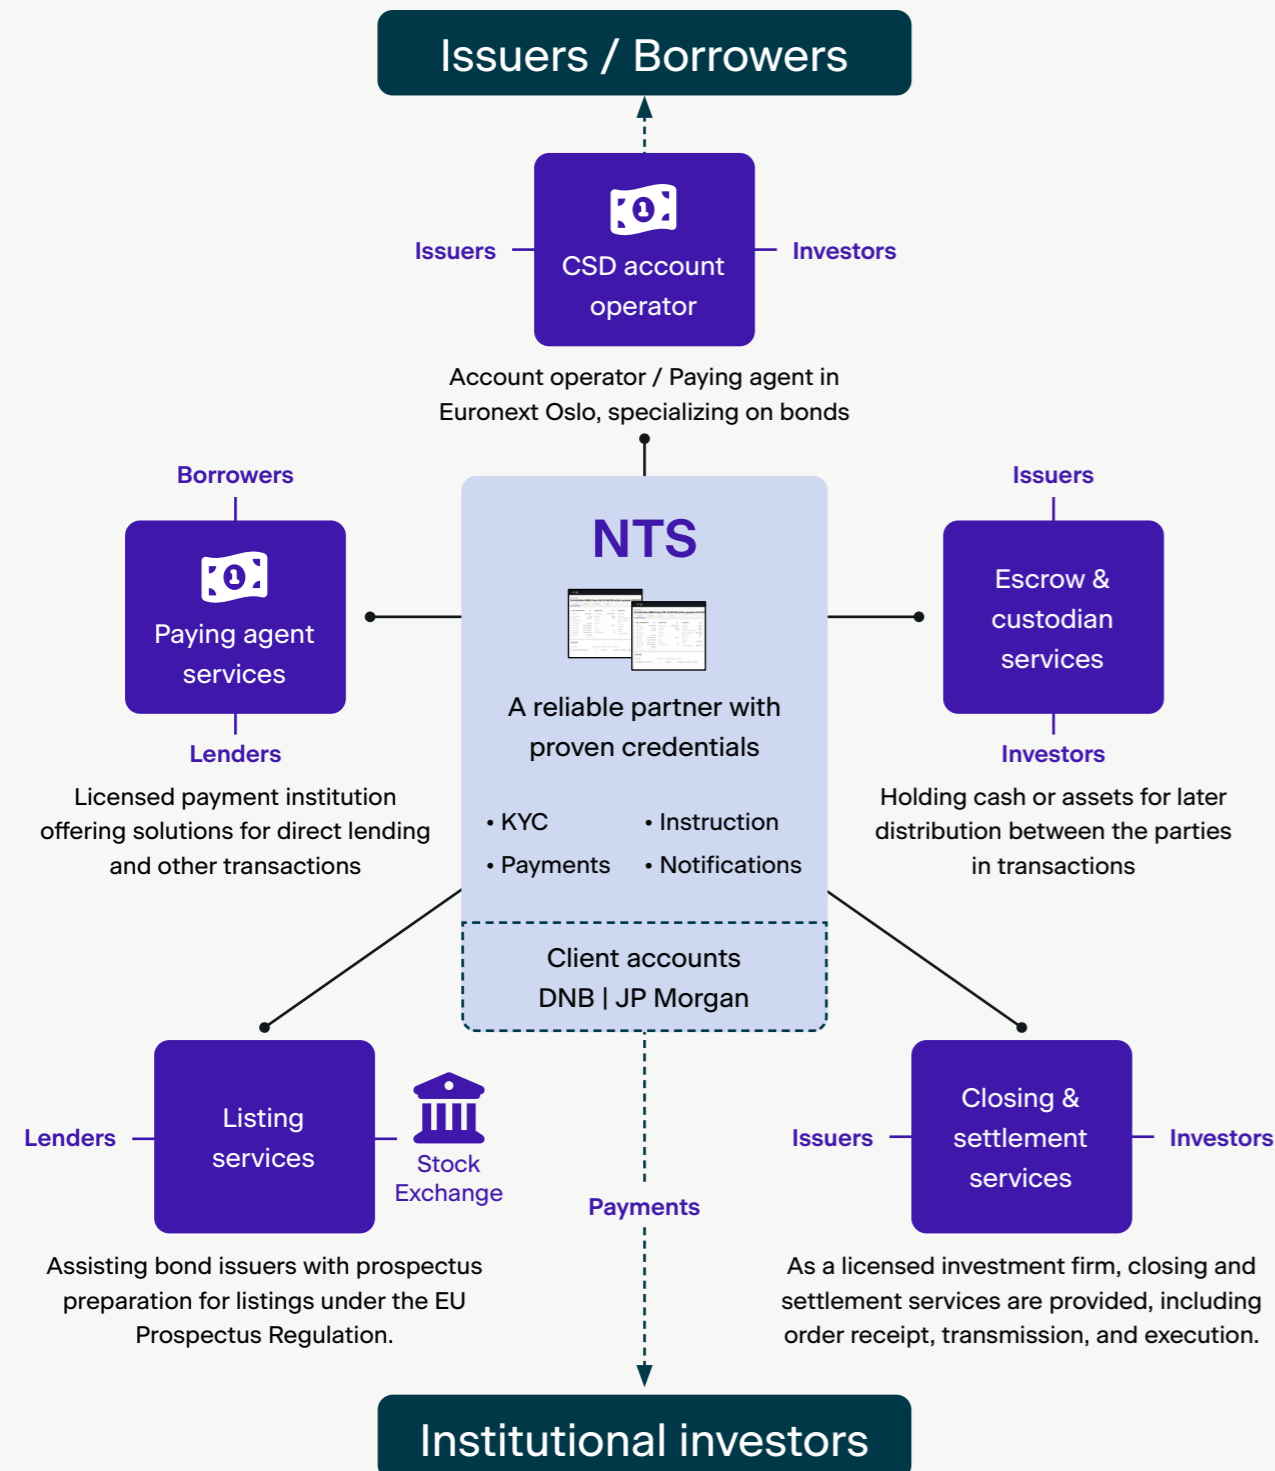 Issuers / Borrowers
Issuers
CSD account
operator
Investors
Account operator / Paying agent in
Euronext Oslo, specializing on bonds
Borrowers
Paying agent
services
Lenders
Licensed payment institution
offering solutions for direct lending
and other transactions
NTS
A reliable partner with
proven credentials
• KYC
• Instruction
• Payments
• Notifications
Client accounts
DNB | JP Morgan
Issuers
Escrow &
custodian
services
Investors
Holding cash or assets for later
distribution between the parties
in transactions
Lenders
Listing
services
Stock
Exchange
Assisting bond issuers with prospectus
preparation for listings under the EU
Prospectus Regulation.
Payments
Issuers
Closing &
settlement
services
Investors
As a licensed investment firm, closing and
settlement services are provided, including
order receipt, transmission, and execution.
Institutional investors